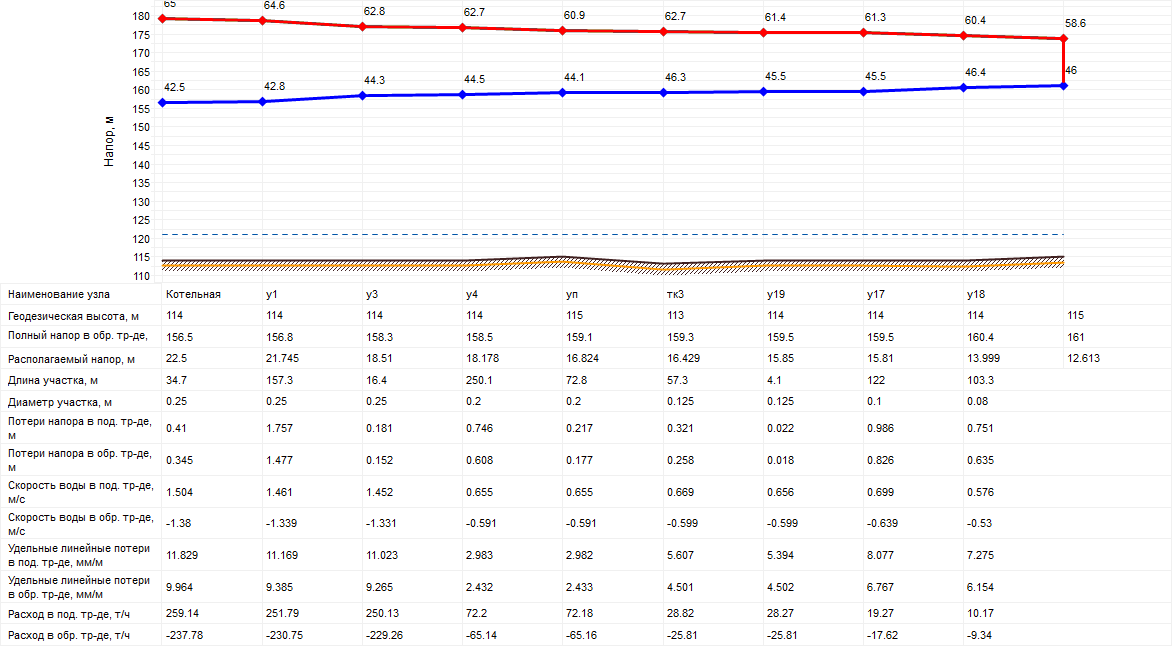 65 64.6 62.8 62.7 60.9 62.7 61.4 61.3 60.4 58.6
180
175
170
165
160
155
150
145
140
135
130
125
120
115
110
42.5 42.8 44.3 44.5 44.1 46.3 45.5 45.5 46.4 46
Напор, м
Наименование узла Котельная у1 у3 у4 уп тк3 у19 у17 у18
Геодезическая высота, м 114 114 114 114 115 113 114 114 114 115
Полный напор в обр. тр-де, 156.5 156.8 158.3 158.5 159.1 159.3 159.5 159.5 160.4 161
Располагаемый напор, м 22.5 21.745 18.51 18.178 16.824 16.429 15.85 15.81 13.999 12.613
Длина участка, м 34.7 157.3 16.4 250.1 72.8 57.3 4.1 122 103.3
Диаметр участка, м 0.25 0.25 0.25 0.2 0.2 0.125 0.125 0.1 0.08
Потери напора в под. тр-де,
м
0.41 1.757 0.181 0.746 0.217 0.321 0.022 0.986 0.751
Потери напора в обр. тр-де,
м
0.345 1.477 0.152 0.608 0.177 0.258 0.018 0.826 0.635
Скорость воды в под. тр-де,
м/с
1.504 1.461 1.452 0.655 0.655 0.669 0.656 0.699 0.576
Скорость воды в обр. тр-де,
м/с
-1.38 -1.339 -1.331 -0.591 -0.591 -0.599 -0.599 -0.639 -0.53
Удельные линейные потери
в под. тр-де, мм/м
11.829 11.169 11.023 2.983 2.982 5.607 5.394 8.077 7.275
Удельные линейные потери
в обр. тр-де, мм/м
9.964 9.385 9.265 2.432 2.433 4.501 4.502 6.767 6.154
Расход в под. тр-де, т/ч 259.14 251.79 250.13 72.2 72.18 28.82 28.27 19.27 10.17
Расход в обр. тр-де, т/ч -237.78 -230.75 -229.26 -65.14 -65.16 -25.81 -25.81 -17.62 -9.34